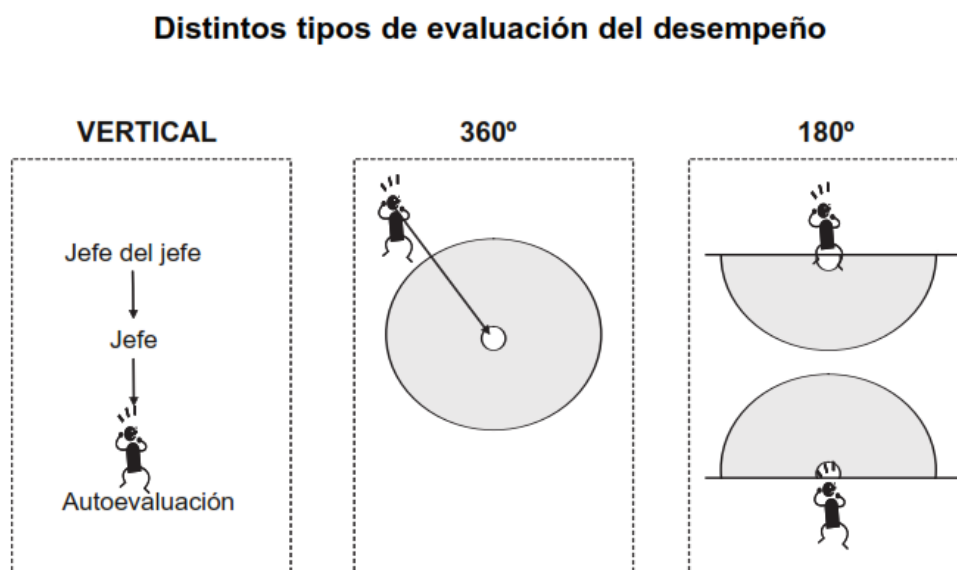 Distintos tipos de evaluación del desempeño
VERTICAL
360º
180º
Jefe del jefe
Jefe
Autoevaluación